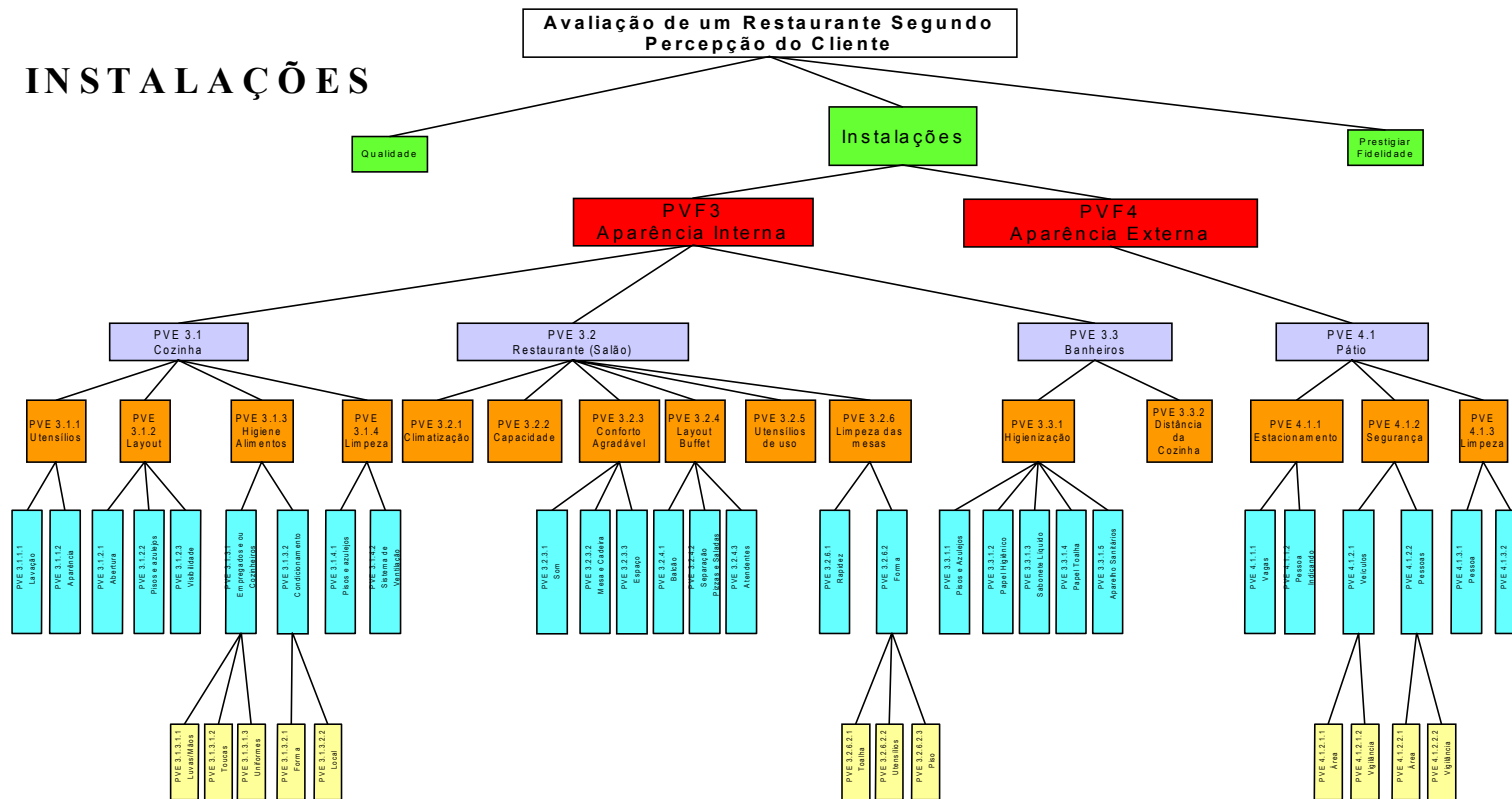 Avaliação de um Restaurante Segundo
Percepção do Cliente
INSTALAÇÕES
Qualidade
Instalações
Prestigiar
Fidelidade
PVF3
Aparência Interna
PVF4
Aparência Externa
PVE 3.1
Cozinha
PVE 3.2
Restaurante (Salão)
PVE 3.3
Banheiros
PVE 4.1
Pátio
PVE 3.1.1
Utensílios
PVE
3.1.2
Layout
PVE 3.1.3
Higiene
Alimentos
PVE
3.1.4
Limpeza
PVE 3.2.1
Climatização
PVE 3.2.2
Capacidade
PVE 3.2.3
Conforto
Agradável
PVE 3.2.4
Layout
Buffet
PVE 3.2.5
Utensílios
de uso
PVE 3.2.6
Limpeza das
mesas
PVE 3.3.1
Higienização
PVE 3.3.2
Distância
da
Cozinha
PVE 4.1.1
Estacionamento
PVE 4.1.2
Segurança
PVE
4.1.3
Limpeza
PVE 3.1.1.1
Lavação
PVE 3.1.1.2
Aparência
PVE 3.1.2.1
Abertura
PVE 3.1.2.2
Pisos e azulejos
PVE 3.1.2.3
Visibilidade
PVE 3.1.3.1
Empregados e ou
Cozinheiros
PVE 3.1.3.2
Condicionamento
PVE 3.1.4.1
Pisos e azulejos
PVE 3.1.4.2
Sistema de
Ventilação
PVE 3.2.3.1
Som
PVE 3.2.3.2
Mesa e Cadeira
PVE 3.2.3.3
Espaço
PVE 3.2.4.1
Balcão
PVE 3.2.4.2
Separação
Pizzas e Saladas
PVE 3.2.4.3
Atendentes
PVE 3.2.6.1
Rapidez
PVE 3.2.6.2
Forma
PVE 3.3.1.1
Pisos e Azulejos
PVE 3.3.1.2
Papel Higiênico
PVE 3.3.1.3
Sabonete Líquido
PVE 3.3.1.4
Papel Toalha
PVE 3.3.1.5
Aparelho Sanitários
PVE 4.1.1.1
Vagas
PVE 4.1.1.2
Pessoa
Indicando
PVE 4.1.2.1
Veículos
PVE 4.1.2.2
Pessoas
PVE 4.1.3.1
Pessoa
PVE 4.1.3.2
PVE 3.1.3.1.1
Luvas/Mãos
PVE 3.1.3.1.2
Toucas
PVE 3.1.3.1.3
Uniformes
PVE 3.1.3.2.1
Forma
PVE 3.1.3.2.2
Local
PVE 3.2.6.2.1
Toalha
PVE 3.2.6.2.2
Utensílios
PVE 3.2.6.2.3
Piso
PVE 4.1.2.1.1
Área
PVE 4.1.2.1.2
Vigilância
PVE 4.1.2.2.1
Área
PVE 4.1.2.2.2
Vigilância